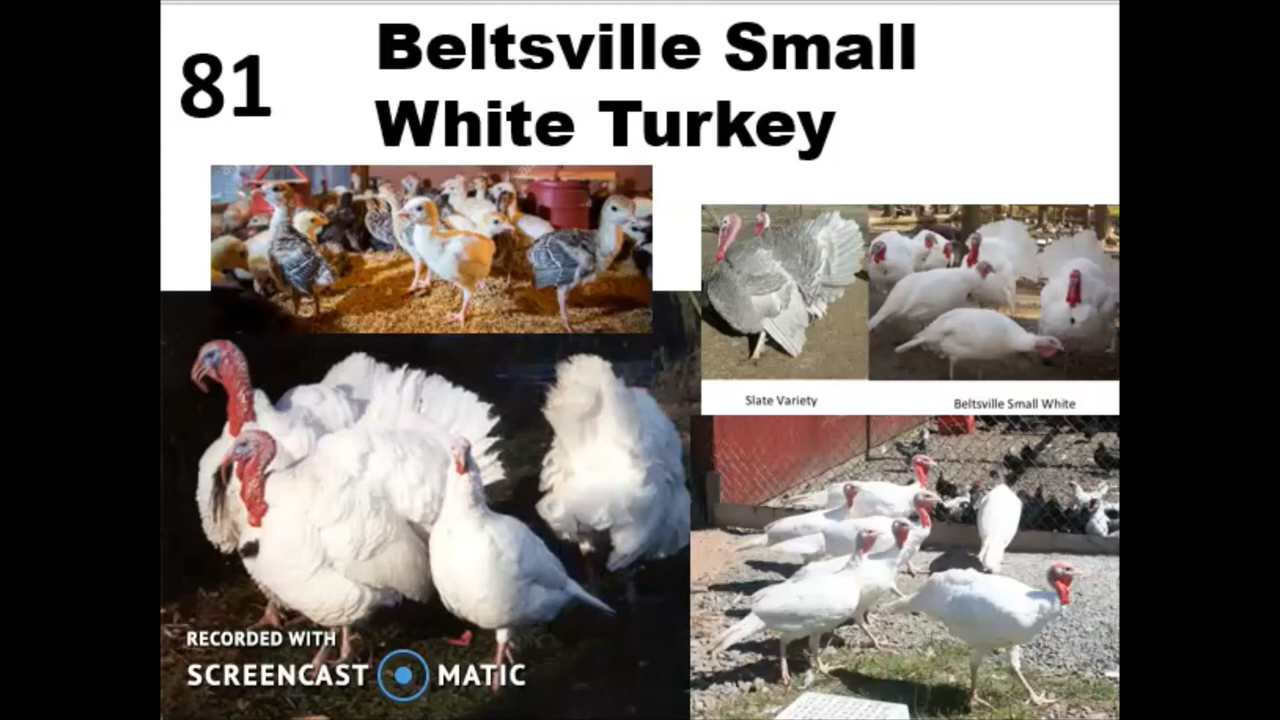 81
Beltsville Small
White Turkey
Slate Variety
Beltsville Small White
RECORDED WITH
SCREENCAST MATIC